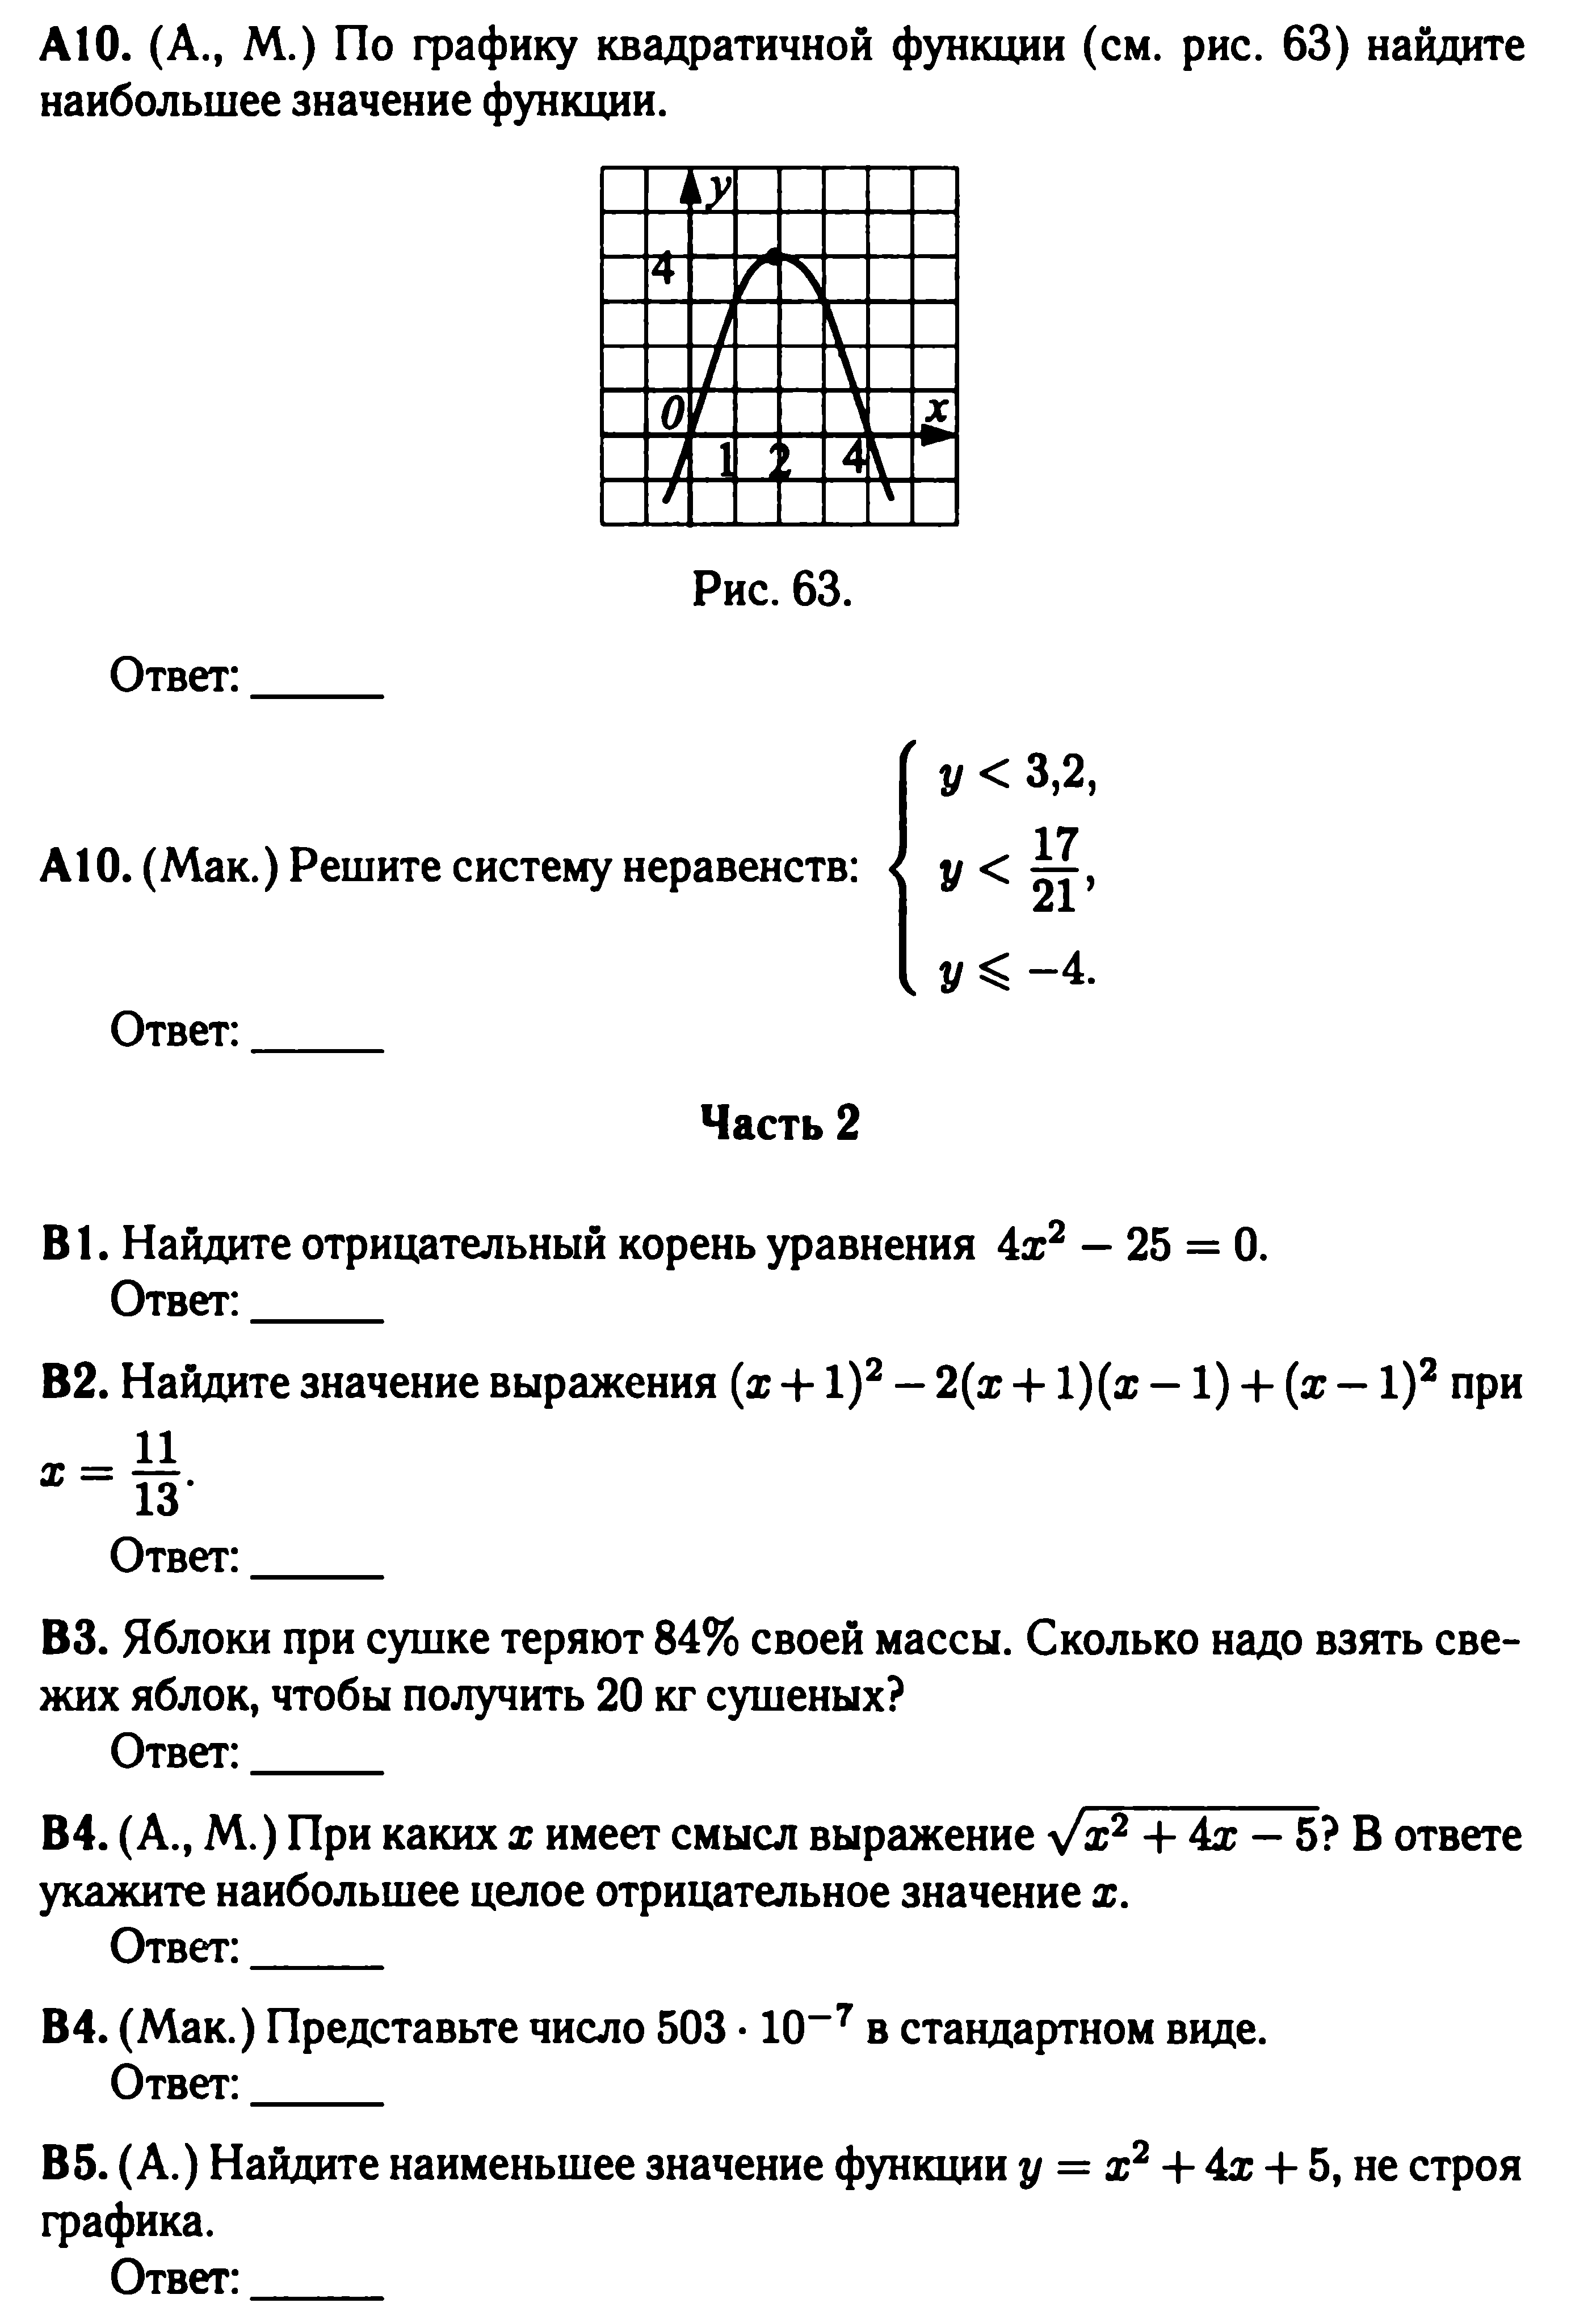 А10. (А., М.) По графику квадратичной функции (см. рис. 63) найдите
наибольшее значение функции.
y
4
0
x
1 2 4
Рис. 63.
Ответ: ______
А10. (Мак.) Решите систему неравенств: { y < 3,2, y < 17/21, y ⩽ −4.
Ответ: ______
Часть 2
В1. Найдите отрицательный корень уравнения 4x² − 25 = 0.
Ответ: ______
В2. Найдите значение выражения (x + 1)² − 2(x + 1)(x − 1) + (x − 1)² при
x = 11/13.
Ответ: ______
В3. Яблоки при сушке теряют 84% своей массы. Сколько надо взять све-
жих яблок, чтобы получить 20 кг сушеных?
Ответ: ______
В4. (А., М.) При каких x имеет смысл выражение √(x² + 4x − 5)? В ответе
укажите наибольшее целое отрицательное значение x.
Ответ: ______
В4. (Мак.) Представьте число 503 · 10⁻⁷ в стандартном виде.
Ответ: ______
В5. (А.) Найдите наименьшее значение функции y = x² + 4x + 5, не строя
графика.
Ответ: ______